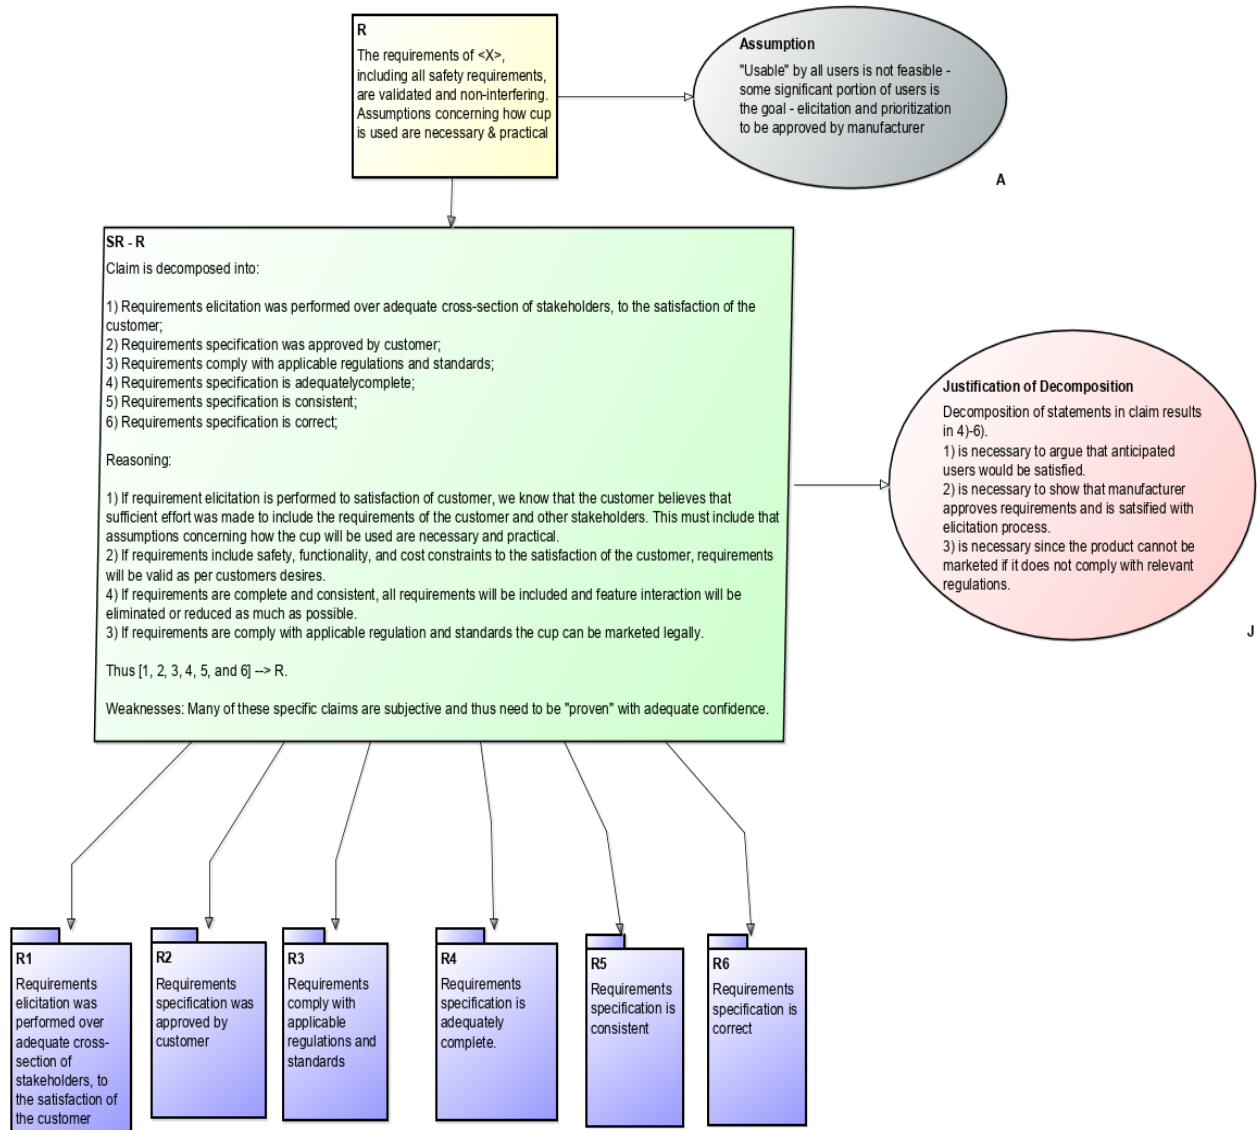 R
The requirements of <X>,
including all safety requirements,
are validated and non-interfering.
Assumptions concerning how cup
is used are necessary & practical
Assumption
"Usable" by all users is not feasible -
some significant portion of users is
the goal - elicitation and prioritization
to be approved by manufacturer
A
SR - R
Claim is decomposed into:
1) Requirements elicitation was performed over adequate cross-section of stakeholders, to the satisfaction of the
customer;
2) Requirements specification was approved by customer;
3) Requirements comply with applicable regulations and standards;
4) Requirements specification is adequatelycomplete;
5) Requirements specification is consistent;
6) Requirements specification is correct;
Reasoning:
1) If requirement elicitation is performed to satisfaction of customer, we know that the customer believes that
sufficient effort was made to include the requirements of the customer and other stakeholders. This must include that
assumptions concerning how the cup will be used are necessary and practical.
2) If requirements include safety, functionality, and cost constraints to the satisfaction of the customer, requirements
will be valid as per customers desires.
4) If requirements are complete and consistent, all requirements will be included and feature interaction will be
eliminated or reduced as much as possible.
3) If requirements are comply with applicable regulation and standards the cup can be marketed legally.
Thus [1, 2, 3, 4, 5, and 6] --> R.
Weaknesses: Many of these specific claims are subjective and thus need to be "proven" with adequate confidence.
Justification of Decomposition
Decomposition of statements in claim results
in 4)-6).
1) is necessary to argue that anticipated
users would be satisfied.
2) is necessary to show that manufacturer
approves requirements and is satsified with
elicitation process.
3) is necessary since the product cannot be
marketed if it does not comply with relevant
regulations.
J
R1
Requirements
elicitation was
performed over
adequate cross-
section of
stakeholders, to
the satisfaction of
the customer
R2
Requirements
specification was
approved by
customer
R3
Requirements
comply with
applicable
regulations and
standards
R4
Requirements
specification is
adequately
complete.
R5
Requirements
specification is
consistent
R6
Requirements
specification is
correct